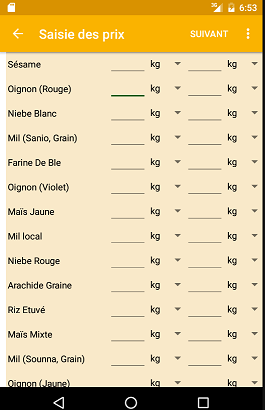 6:53
Saisie des prix SUIVANT
Sésame kg kg
Oignon (Rouge) kg kg
Niebe Blanc kg kg
Mil (Sanio, Grain) kg kg
Farine De Ble kg kg
Oignon (Violet) kg kg
Maïs Jaune kg kg
Mil local kg kg
Niebe Rouge kg kg
Arachide Graine kg kg
Riz Etuvé kg kg
Maïs Mixte kg kg
Mil (Sounna, Grain) kg kg
Oignon (Jaune) kg kg